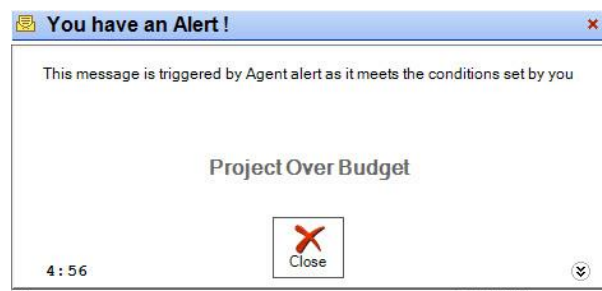 You have an Alert !
This message is triggered by Agent alert as it meets the conditions set by you
Project Over Budget
Close
4:56